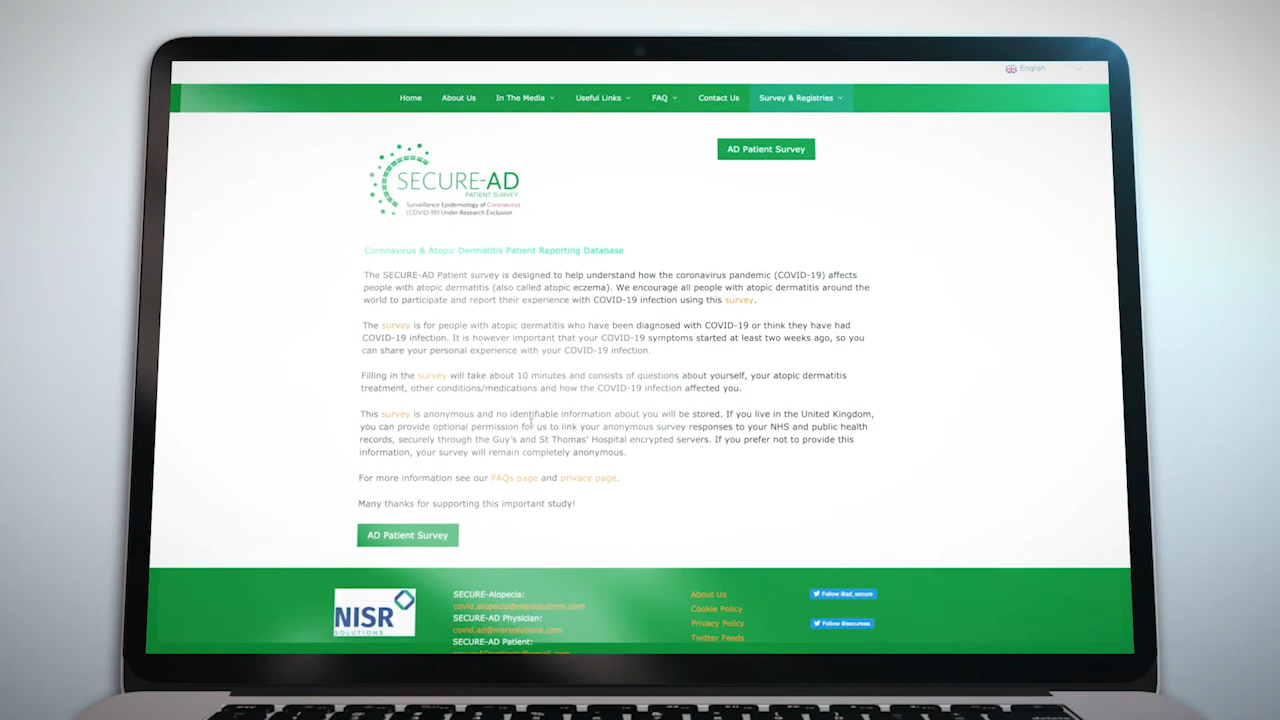 English
Home About Us In The Media Useful Links FAQ Contact Us Survey & Registries
AD Patient Survey
SECURE-AD
PATIENT SURVEY
Surveillance Epidemiology of Coronavirus
(COVID-19) Under Research Exclusion
Coronavirus & Atopic Dermatitis Patient Reporting Database
The SECURE-AD Patient survey is designed to help understand how the coronavirus pandemic (COVID-19) affects
people with atopic dermatitis (also called atopic eczema). We encourage all people with atopic dermatitis around the
world to participate and report their experience with COVID-19 infection using this survey.
The survey is for people with atopic dermatitis who have been diagnosed with COVID-19 or think they have had
COVID-19 infection. It is however important that your COVID-19 symptoms started at least two weeks ago, so you
can share your personal experience with your COVID-19 infection.
Filling in the survey will take about 10 minutes and consists of questions about yourself, your atopic dermatitis
treatment, other conditions/medications and how the COVID-19 infection affected you.
This survey is anonymous and no identifiable information about you will be stored. If you live in the United Kingdom,
you can provide optional permission for us to link your anonymous survey responses to your NHS and public health
records, securely through the Guy's and St Thomas' Hospital encrypted servers. If you prefer not to provide this
information, your survey will remain completely anonymous.
For more information see our FAQs page and privacy page.
Many thanks for supporting this important study!
AD Patient Survey
NISR
SOLUTIONS
SECURE-Alopecia:
covid.alopecia@nisrsolutions.com
SECURE-AD Physician:
covid.ad@nisrsolutions.com
SECURE-AD Patient:
About Us
Cookie Policy
Privacy Policy
Twitter Feeds
Follow @ad_secure
Follow @secureaa